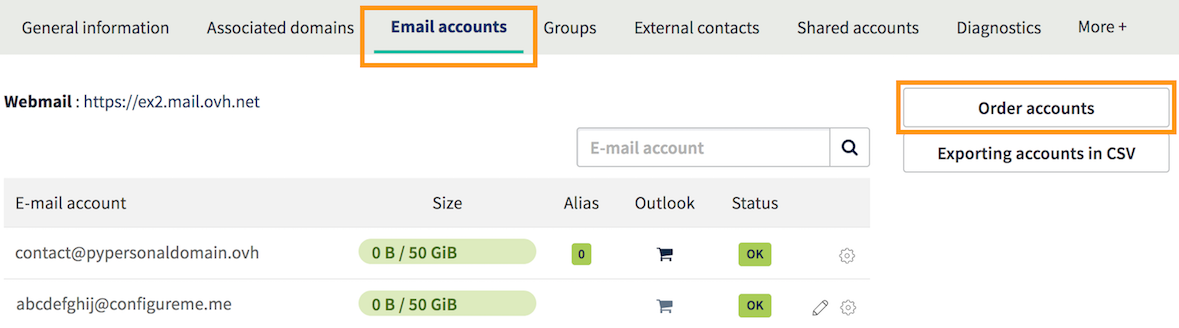 General information Associated domains Email accounts Groups External contacts Shared accounts Diagnostics More +
Webmail : https://ex2.mail.ovh.net
Order accounts
E-mail account
Exporting accounts in CSV
E-mail account Size Alias Outlook Status
contact@pypersonaldomain.ovh 0 B / 50 GiB 0 OK
abcdefghij@configureme.me 0 B / 50 GiB OK